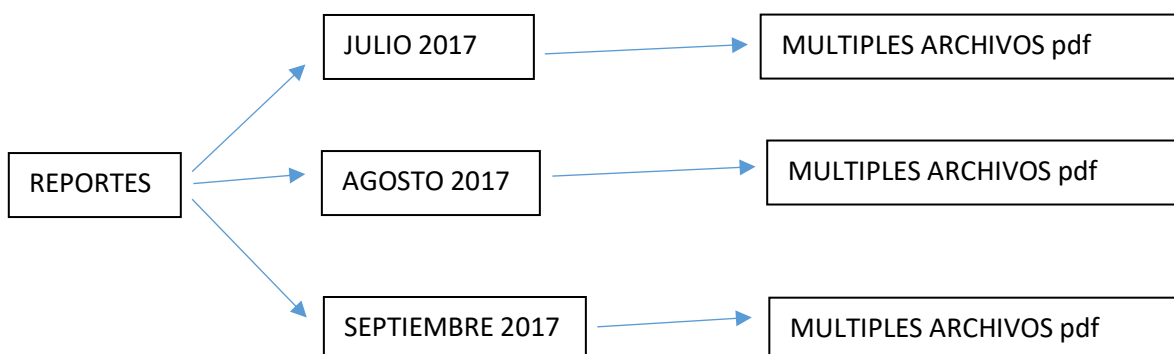 JULIO 2017
MULTIPLES ARCHIVOS pdf
REPORTES
AGOSTO 2017
MULTIPLES ARCHIVOS pdf
SEPTIEMBRE 2017
MULTIPLES ARCHIVOS pdf